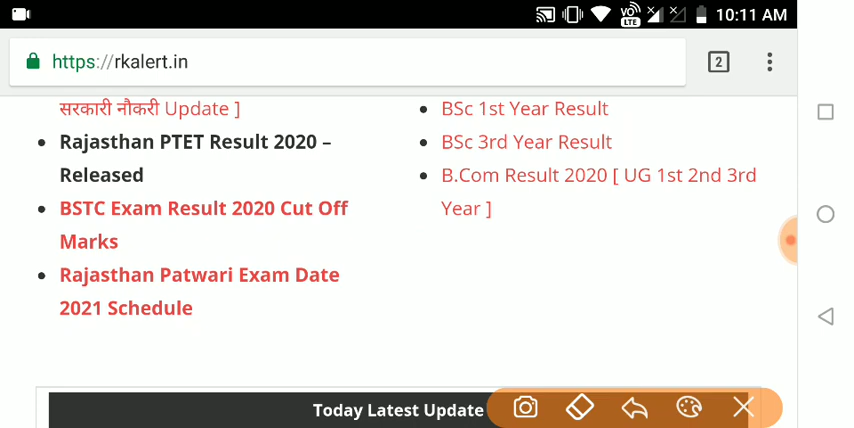 VO LTE 10:11 AM
https://rkalert.in 2
सरकारी नौकरी Update ]
Rajasthan PTET Result 2020 –
Released
BSTC Exam Result 2020 Cut Off
Marks
Rajasthan Patwari Exam Date
2021 Schedule
BSc 1st Year Result
BSc 3rd Year Result
B.Com Result 2020 [ UG 1st 2nd 3rd
Year ]
Today Latest Update